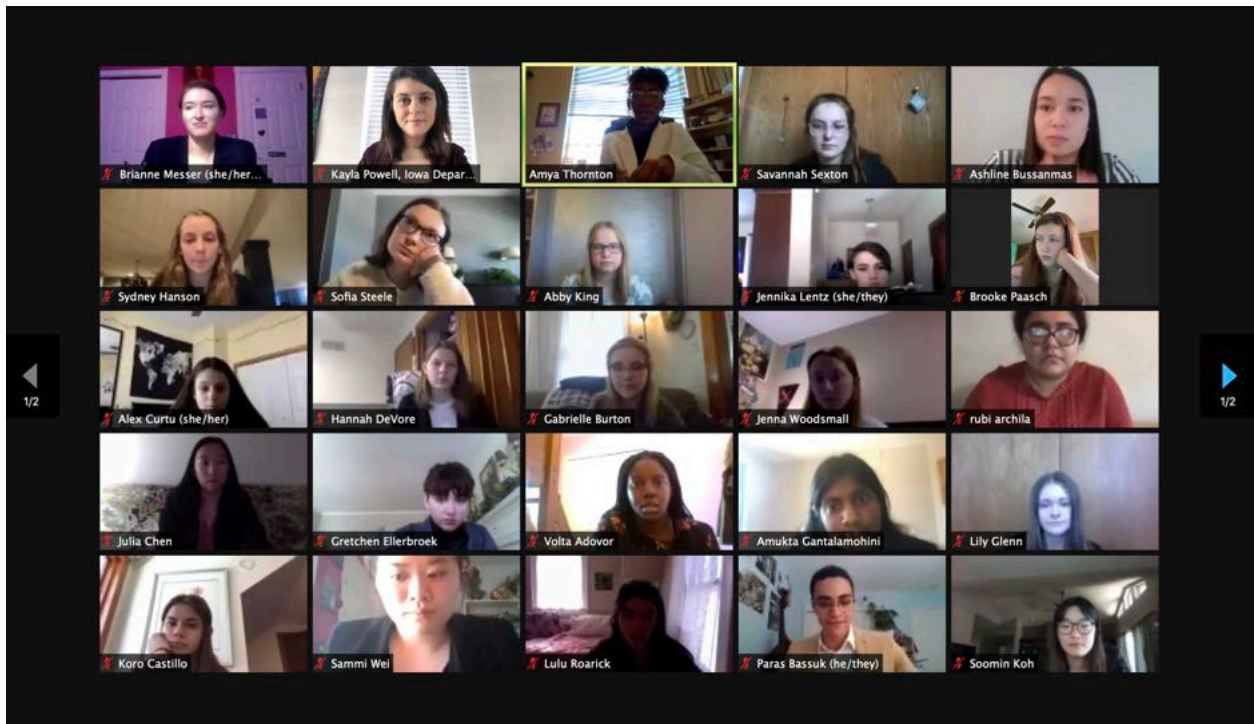 Brianne Messer (she/her...
Kayla Powell, Iowa Depar...
Amya Thornton
Savannah Sexton
Ashline Bussanmas
Sydney Hanson
Sofia Steele
Abby King
Jennika Lentz (she/they)
Brooke Paasch
1/2
1/2
Alex Curtu (she/her)
Hannah DeVore
Gabrielle Burton
Jenna Woodsmall
rubi archila
Julia Chen
Gretchen Ellerbroek
Volta Adovor
Amukta Gantalamohini
Lily Glenn
Koro Castillo
Sammi Wei
Lulu Roarick
Paras Bassuk (he/they)
Soomin Koh